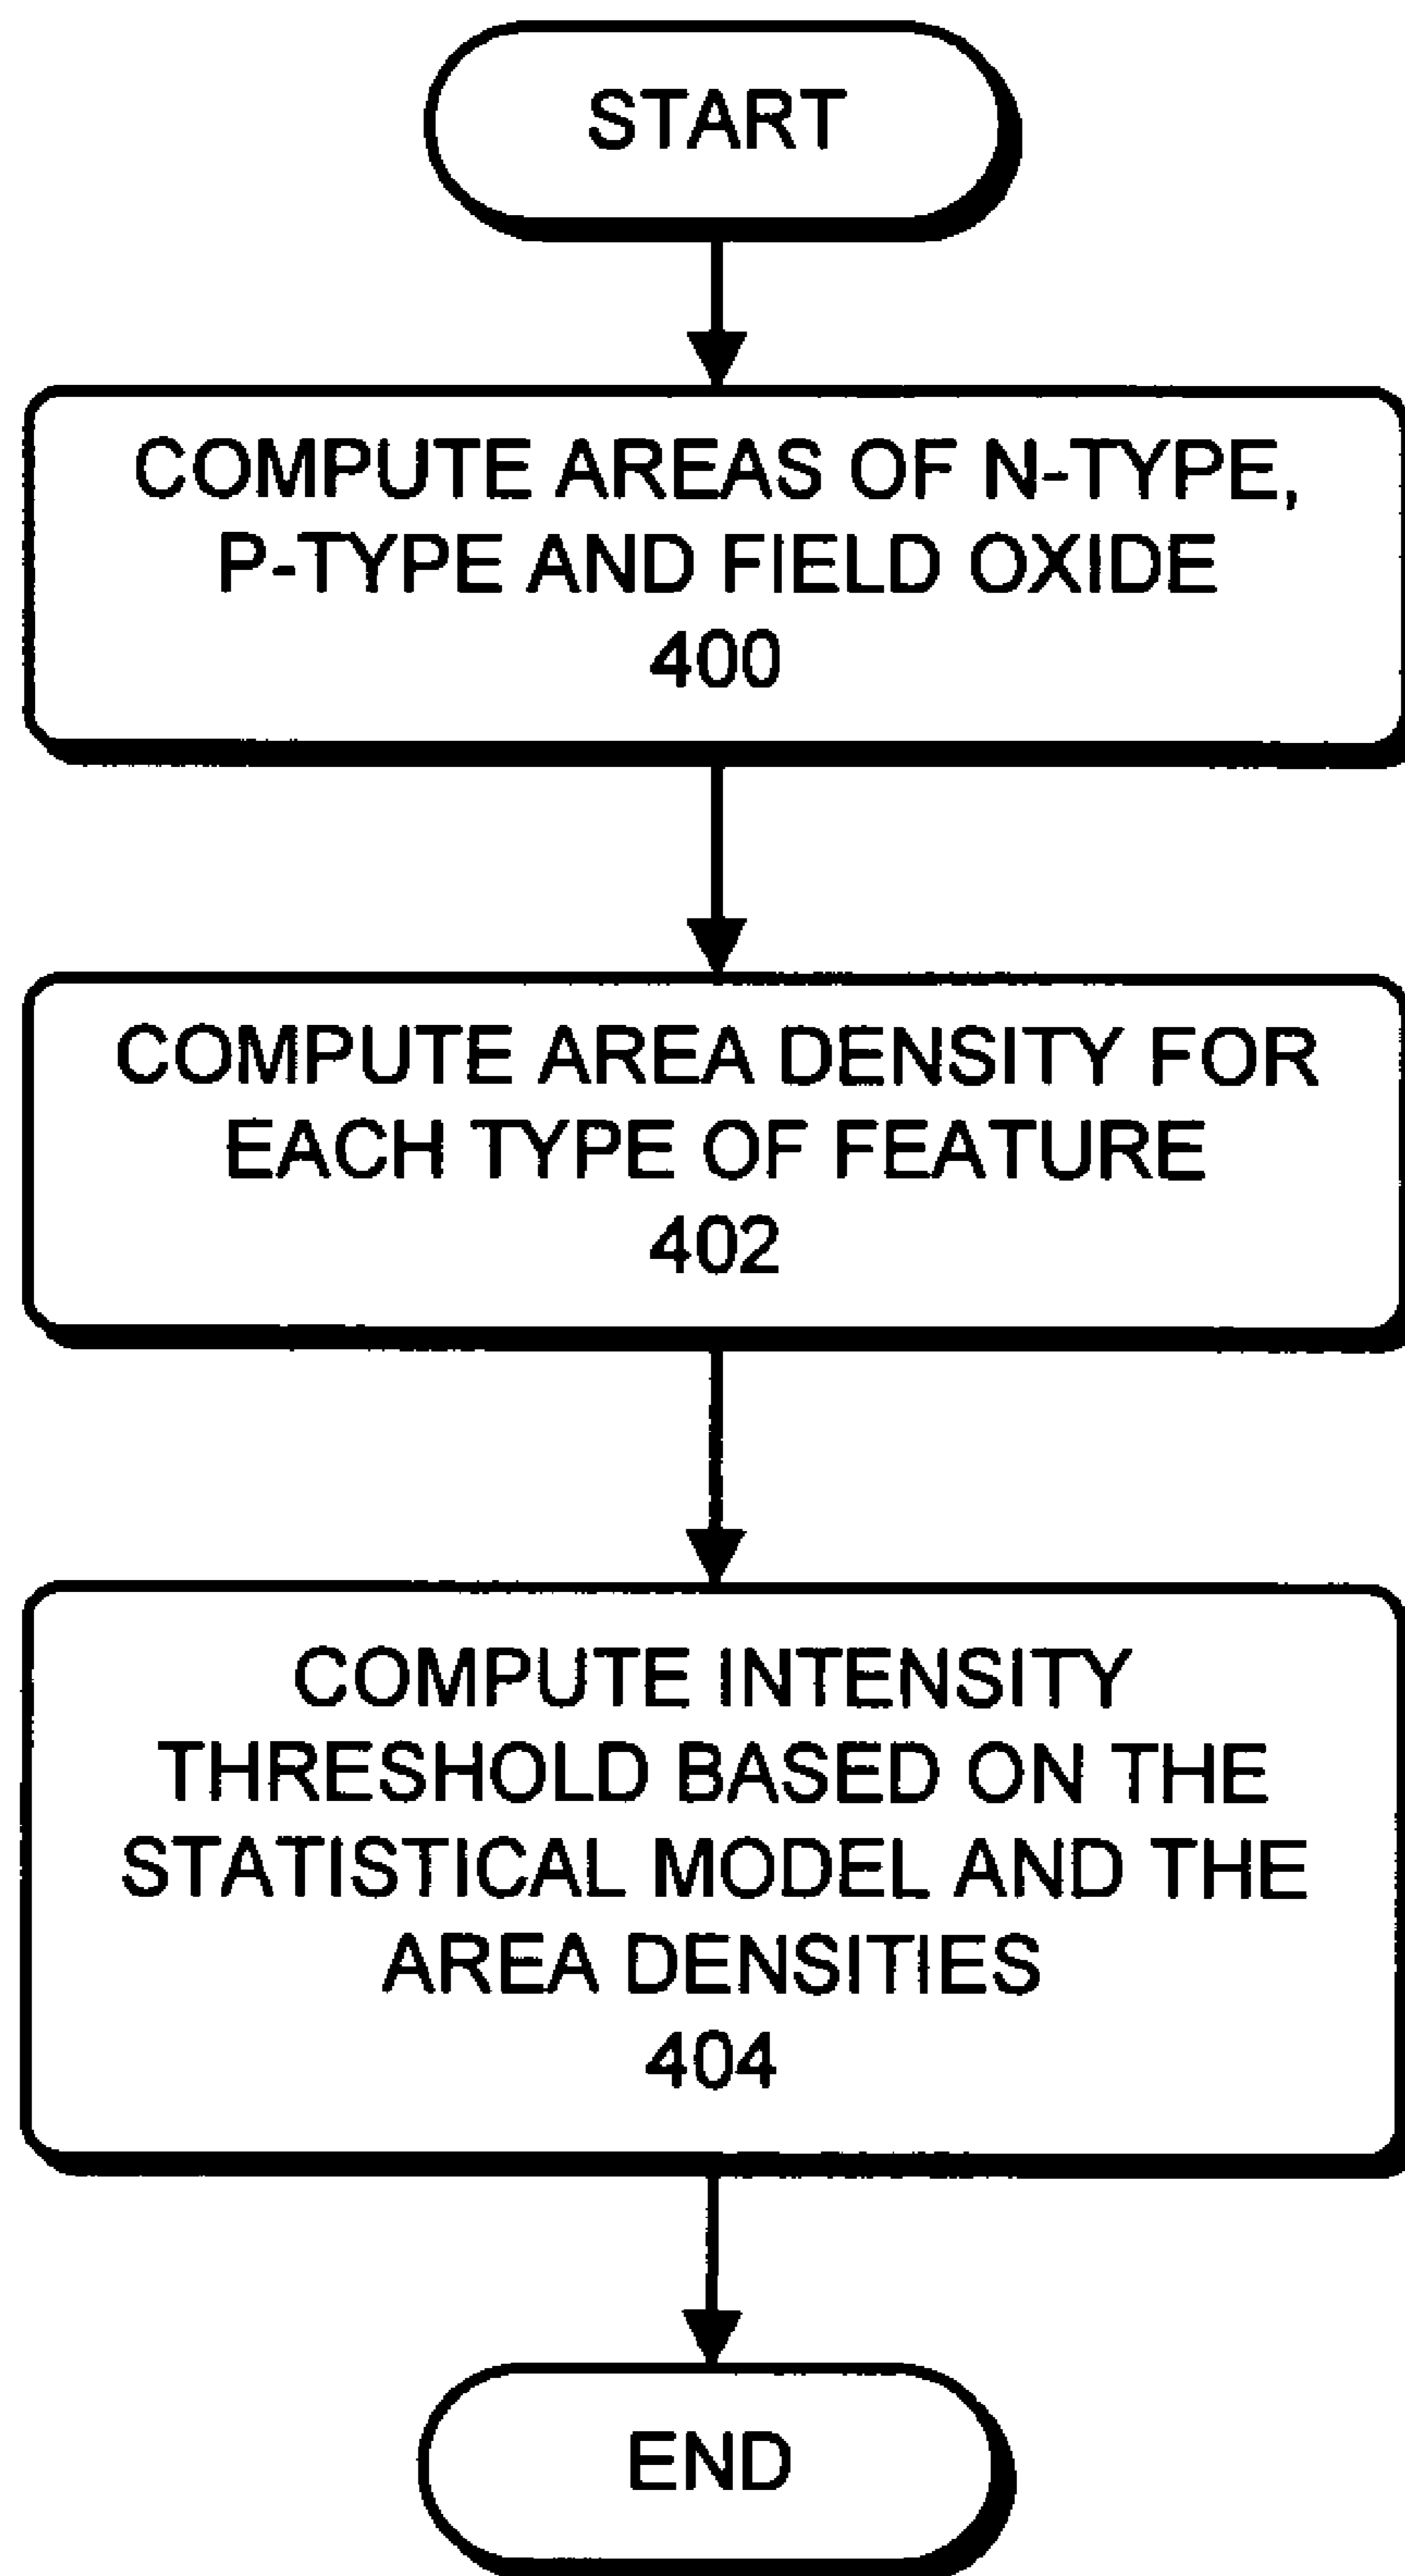 START
COMPUTE AREAS OF N-TYPE,
P-TYPE AND FIELD OXIDE
400
COMPUTE AREA DENSITY FOR
EACH TYPE OF FEATURE
402
COMPUTE INTENSITY
THRESHOLD BASED ON THE
STATISTICAL MODEL AND THE
AREA DENSITIES
404
END